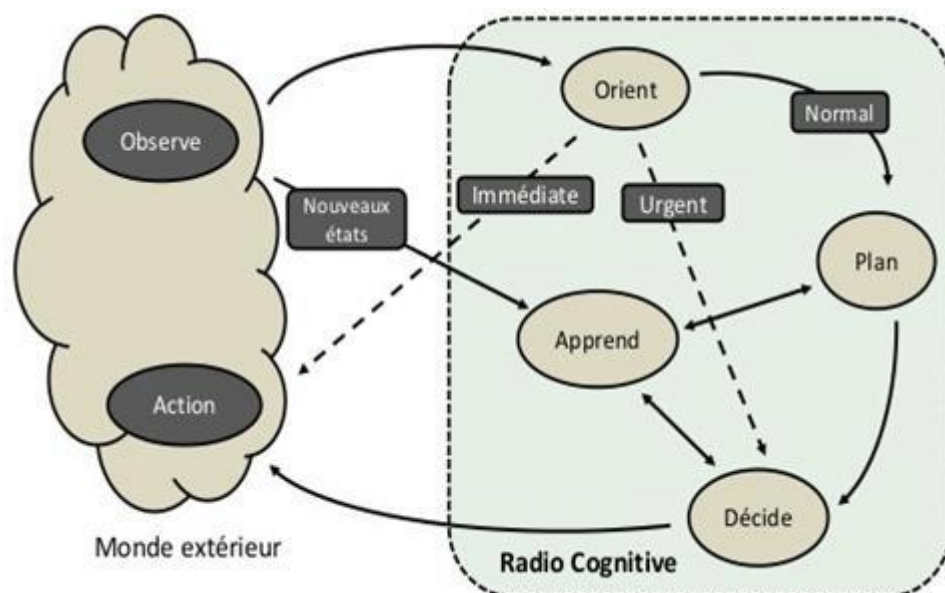 Observe
Orient
Normal
Immédiate
Urgent
Nouveaux
états
Plan
Apprend
Action
Décide
Monde extérieur
Radio Cognitive